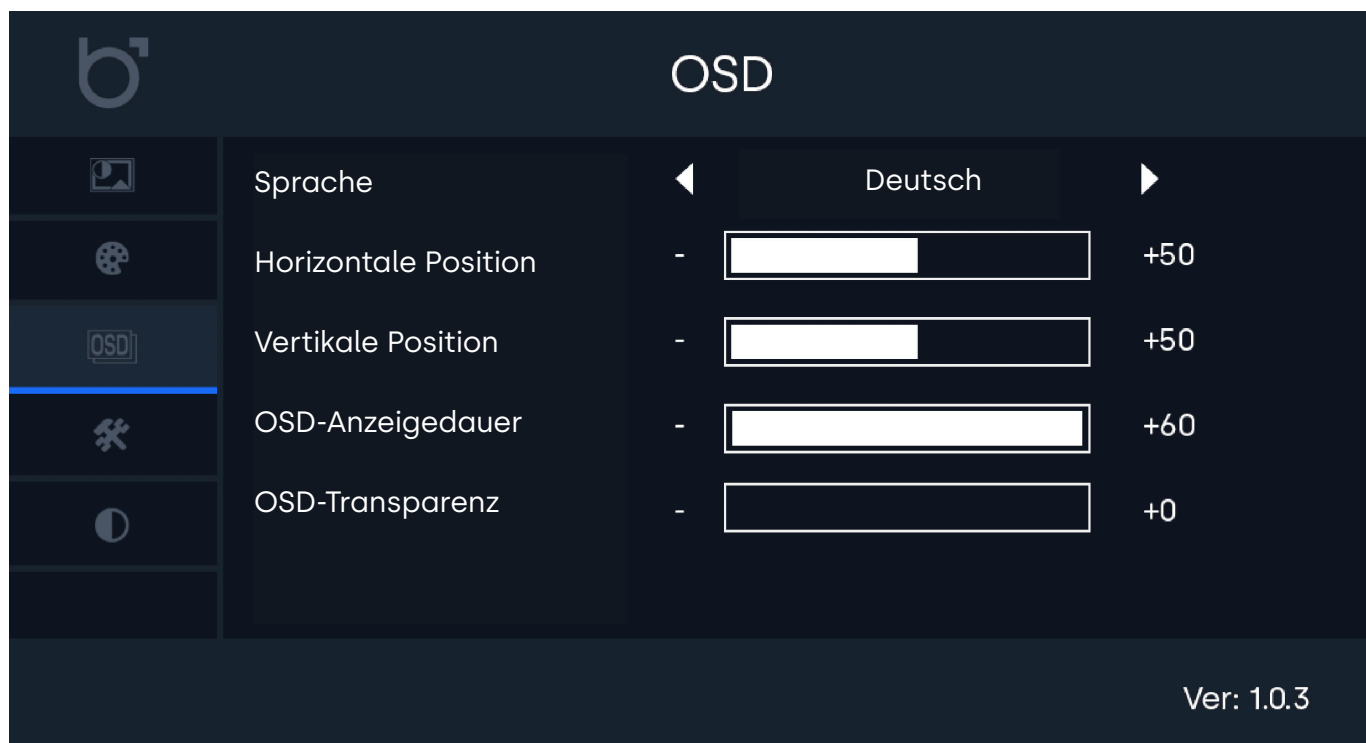 OSD
Sprache Deutsch
Horizontale Position - +50
OSD
Vertikale Position - +50
OSD-Anzeigedauer - +60
OSD-Transparenz - +0
Ver: 1.0.3